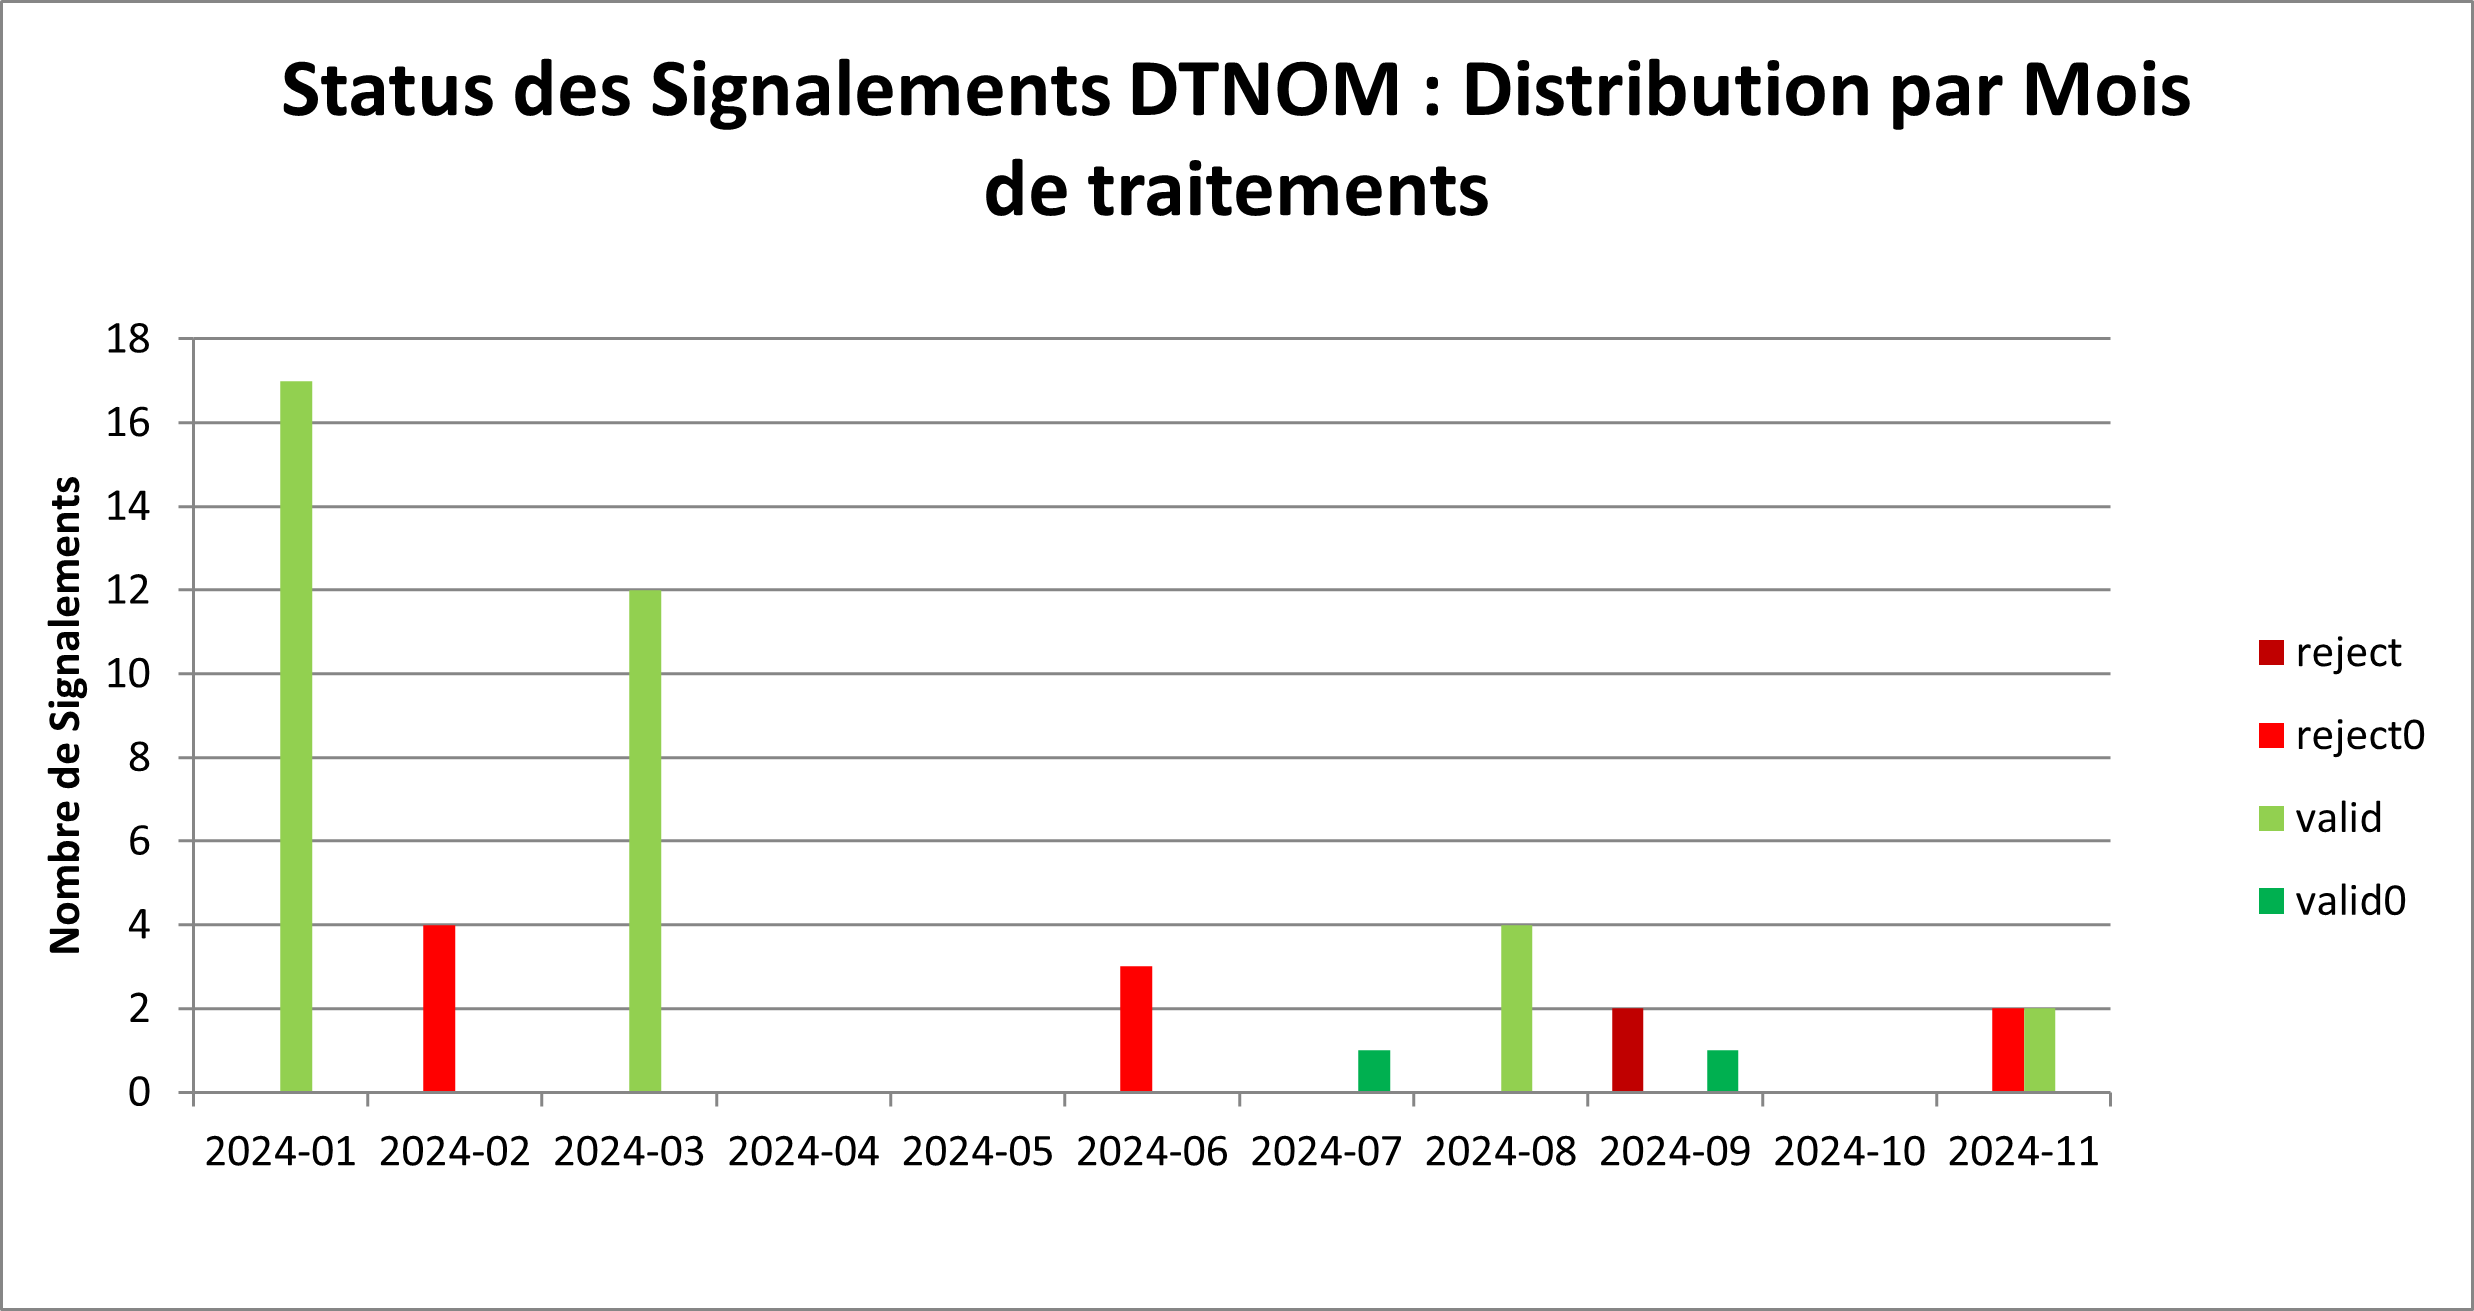 Status des Signalements DTNOM : Distribution par Mois
de traitements
Nombre de Signalements
18
16
14
12
10
8
6
4
2
0
2024-01 2024-02 2024-03 2024-04 2024-05 2024-06 2024-07 2024-08 2024-09 2024-10 2024-11
reject
reject0
valid
valid0